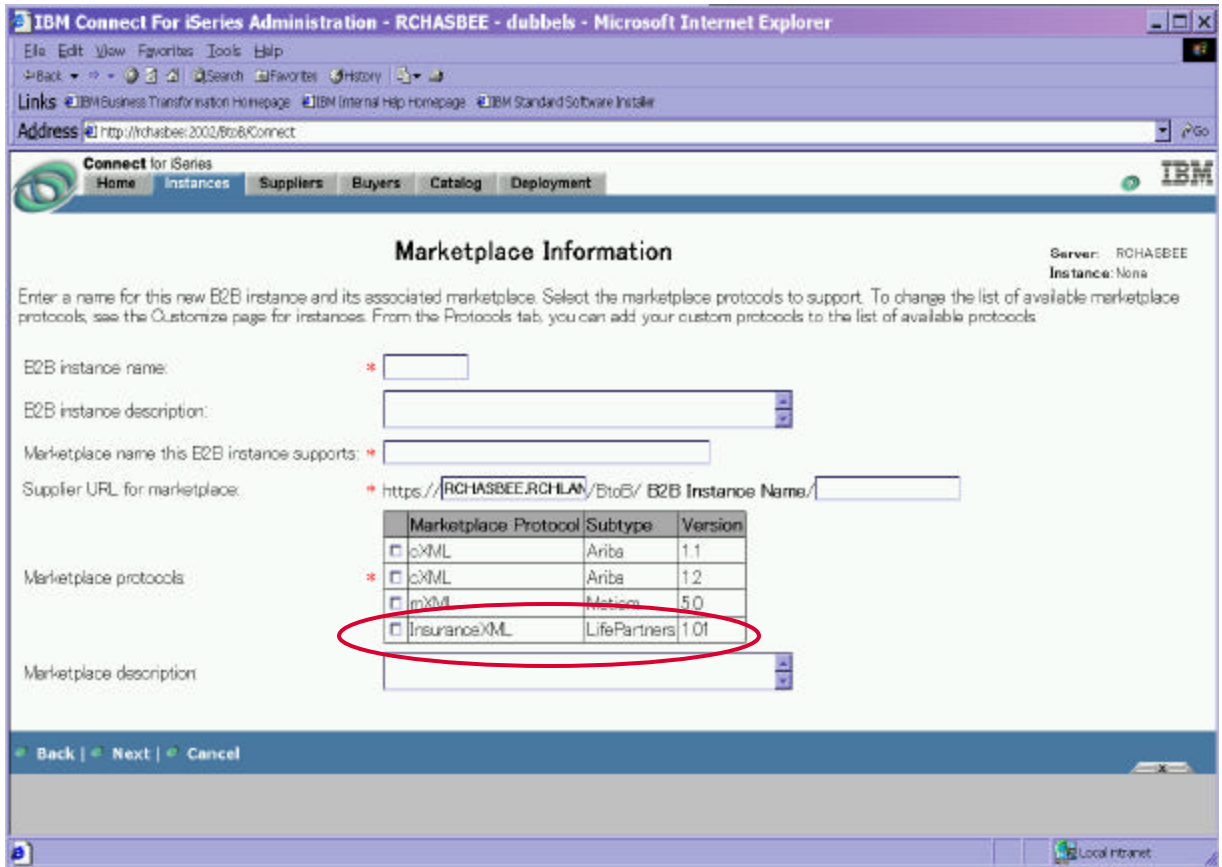 IBM Connect For iSeries Administration - RCHASBEE - dubbels - Microsoft Internet Explorer
File Edit View Favorites Tools Help
Back Search Favorites History
Links IBM Business Transformation Homepage IBM Internal Help Homepage IBM Standard Software Installer
Address http://rchasbee:2002/BtoB/Connect Go
Connect for iSeries
Home Instances Suppliers Buyers Catalog Deployment IBM
Marketplace Information
Server: RCHASBEE
Instance: None
Enter a name for this new B2B instance and its associated marketplace. Select the marketplace protocols to support. To change the list of available marketplace
protocols, see the Customize page for instances. From the Protocols tab, you can add your custom protocols to the list of available protocols.
B2B instance name: *
B2B instance description:
Marketplace name this B2B instance supports: *
Supplier URL for marketplace: * https://RCHASBEE.RCHLAN/BtoB/ B2B Instance Name/
Marketplace Protocol Subtype Version
cXML Ariba 1.1
cXML Ariba 1.2
Marketplace protocols: *
mXML Metiom 5.0
InsuranceXML LifePartners 1.01
Marketplace description:
Back | Next | Cancel
x
Local intranet